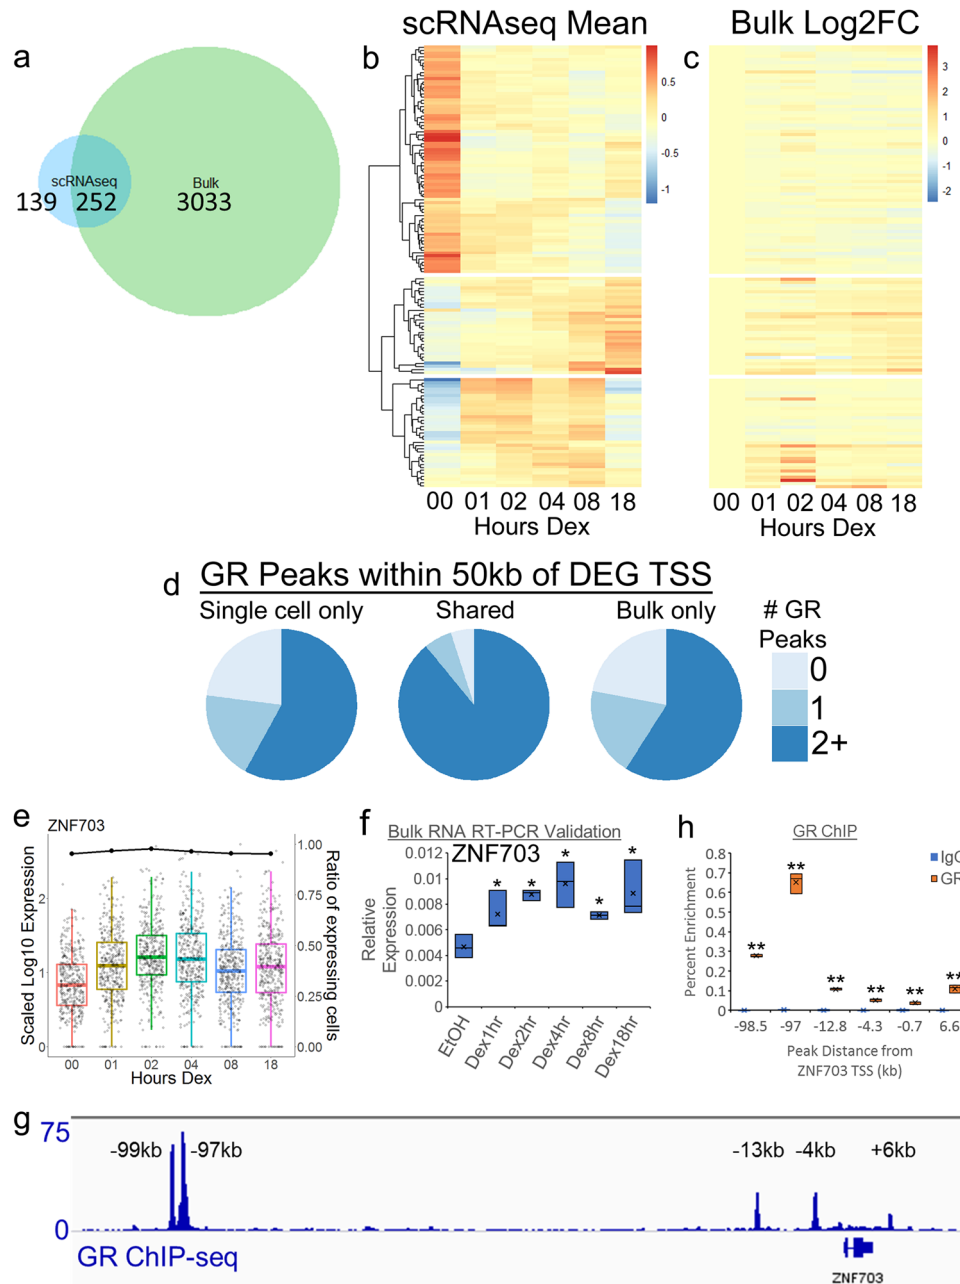 scRNAseq Mean
Bulk Log2FC
a
b
c
scRNAseq
Bulk
139
252
3033
0.5
0
-0.5
-1
3
2
1
0
-1
-2
00 01 02 04 08 18
Hours Dex
00 01 02 04 08 18
Hours Dex
d
GR Peaks within 50kb of DEG TSS
Single cell only
Shared
Bulk only
# GR
Peaks
0
1
2+
e
ZNF703
Scaled Log10 Expression
2
1
0
1.00
0.75
0.50
0.25
0.00
Ratio of expressing cells
00 01 02 04 08 18
Hours Dex
f
Bulk RNA RT-PCR Validation
ZNF703
Relative
Expression
0.012
0.01
0.008
0.006
0.004
0.002
0
* * * * *
EtOH
Dex1hr
Dex2hr
Dex4hr
Dex8hr
Dex18hr
h
GR ChIP
IgG
GR
Percent Enrichment
0.8
0.7
0.6
0.5
0.4
0.3
0.2
0.1
0
** ** ** ** ** **
-98.5 -97 -12.8 -4.3 -0.7 6.6
Peak Distance from
ZNF703 TSS (kb)
g
75
0
-99kb
-97kb
-13kb
-4kb
+6kb
GR ChIP-seq
ZNF703